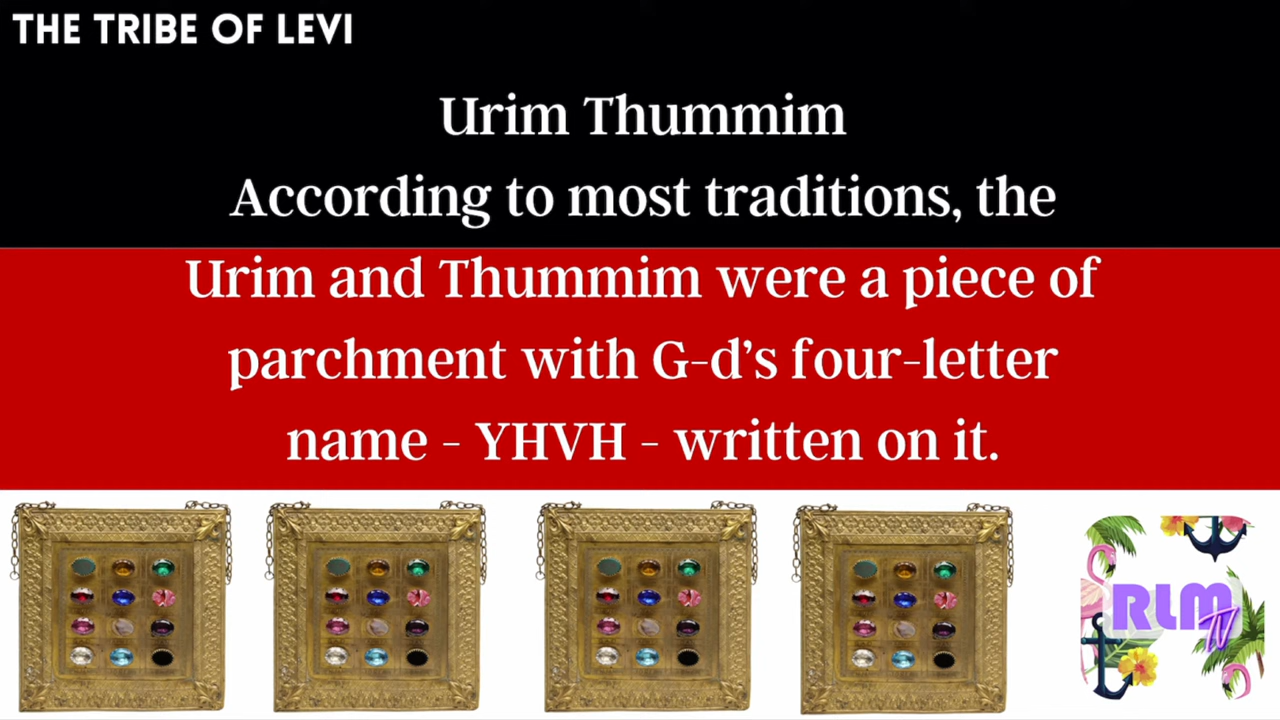 THE TRIBE OF LEVI
Urim Thummim
According to most traditions, the
Urim and Thummim were a piece of
parchment with G-d’s four-letter
name - YHVH - written on it.
RLM
TV